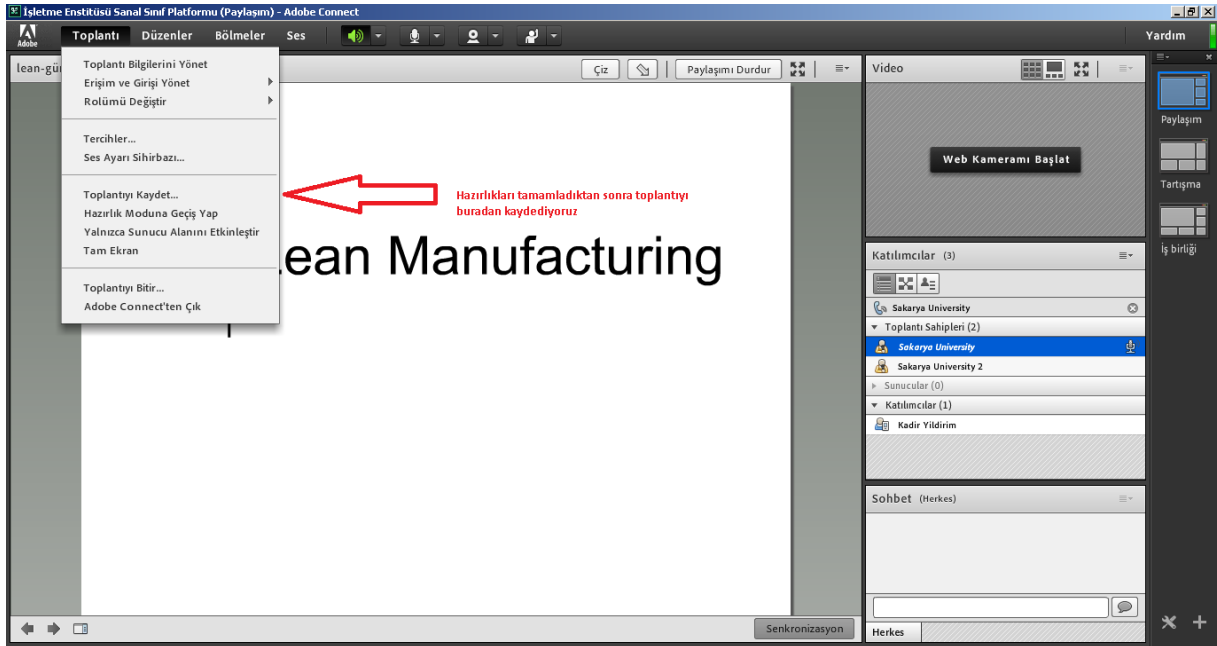 İşletme Enstitüsü Sanal Sınıf Platformu (Paylaşım) - Adobe Connect
Adobe
Toplantı Düzenler Bölmeler Ses
Yardım
Toplantı Bilgilerini Yönet
Erişim ve Girişi Yönet
Rolümü Değiştir
Tercihler...
Ses Ayarı Sihirbazı...
Toplantıyı Kaydet...
Hazırlık Moduna Geçiş Yap
Yalnızca Sunucu Alanını Etkinleştir
Tam Ekran
Toplantıyı Bitir...
Adobe Connect'ten Çık
Çiz
Paylaşımı Durdur
Hazırlıkları tamamladıktan sonra toplantıyı
buradan kaydediyoruz
ean Manufacturing
Senkronizasyon
Video
Web Kameramı Başlat
Katılımcılar (3)
Sakarya University
Toplantı Sahipleri (2)
Sakarya University
Sakarya University 2
Sunucular (0)
Katılımcılar (1)
Kadir Yildirim
Sohbet (Herkes)
Herkes
Paylaşım
Tartışma
İş birliği